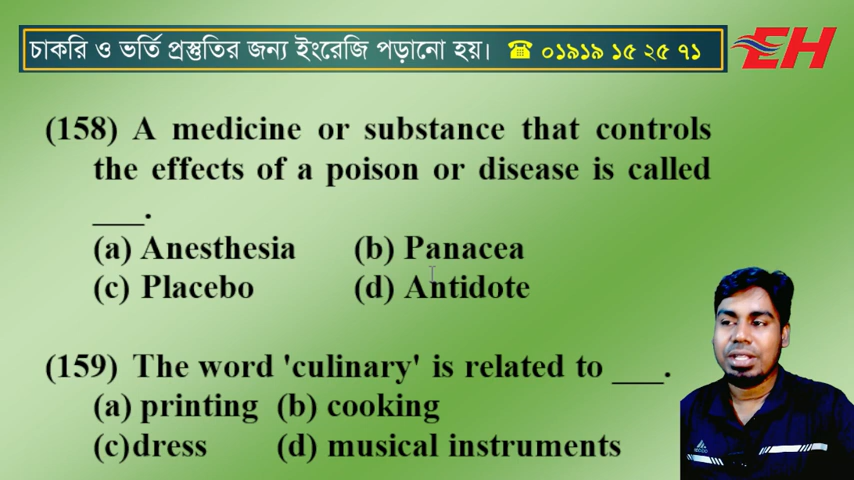 চাকরি ও ভর্তি প্রস্তুতির জন্য ইংরেজি পড়ানো হয়। ☎ ০১৯১৯ ১৫ ২৫ ৭১
EH
(158) A medicine or substance that controls
the effects of a poison or disease is called
___.
(a) Anesthesia (b) Panacea
(c) Placebo (d) Antidote
(159) The word 'culinary' is related to ___.
(a) printing (b) cooking
(c)dress (d) musical instruments